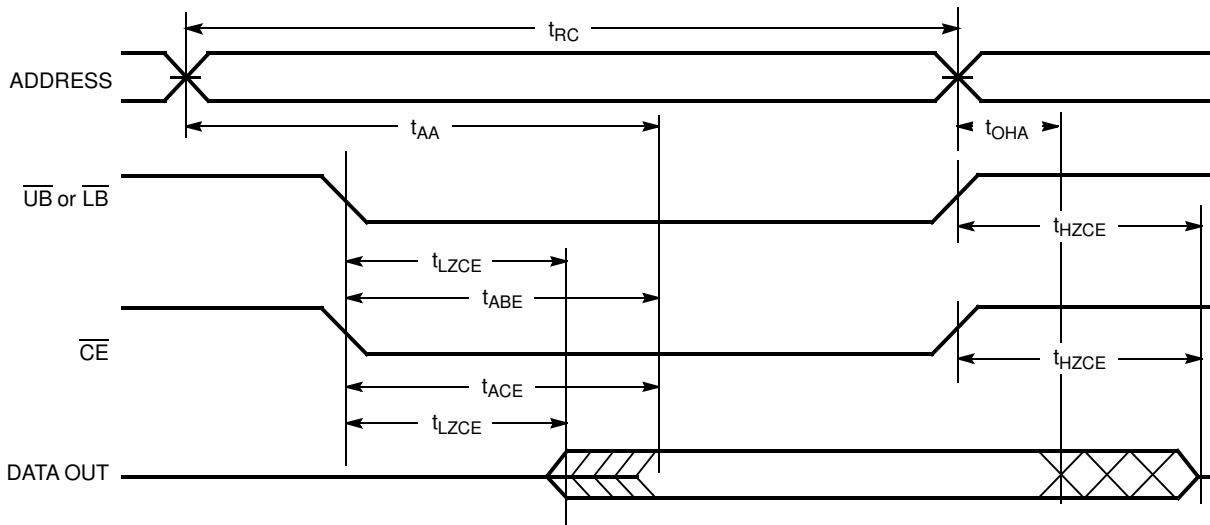 tRC
ADDRESS
tAA
tOHA
UB or LB
tHZCE
tLZCE
tABE
CE
tHZCE
tACE
tLZCE
DATA OUT